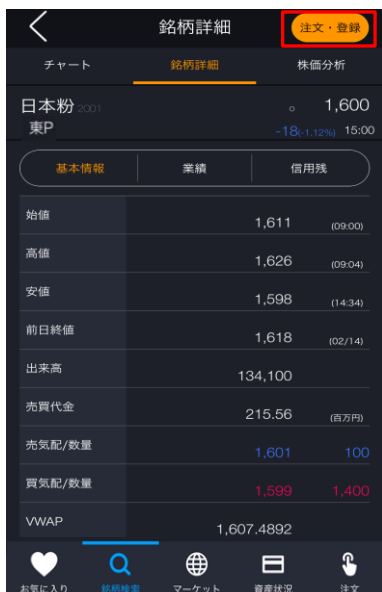 銘柄詳細 注文・登録
チャート 銘柄詳細 株価分析
日本粉 2001 1,600
東P -18(-1.12%) 15:00
基本情報 業績 信用残
始値 1,611 (09:00)
高値 1,626 (09:04)
安値 1,598 (14:34)
前日終値 1,618 (02/14)
出来高 134,100
売買代金 215.56 (百万円)
売気配/数量 1,601 100
買気配/数量 1,599 1,400
VWAP 1,607.4892
お気に入り 銘柄検索 マーケット 資産状況 注文